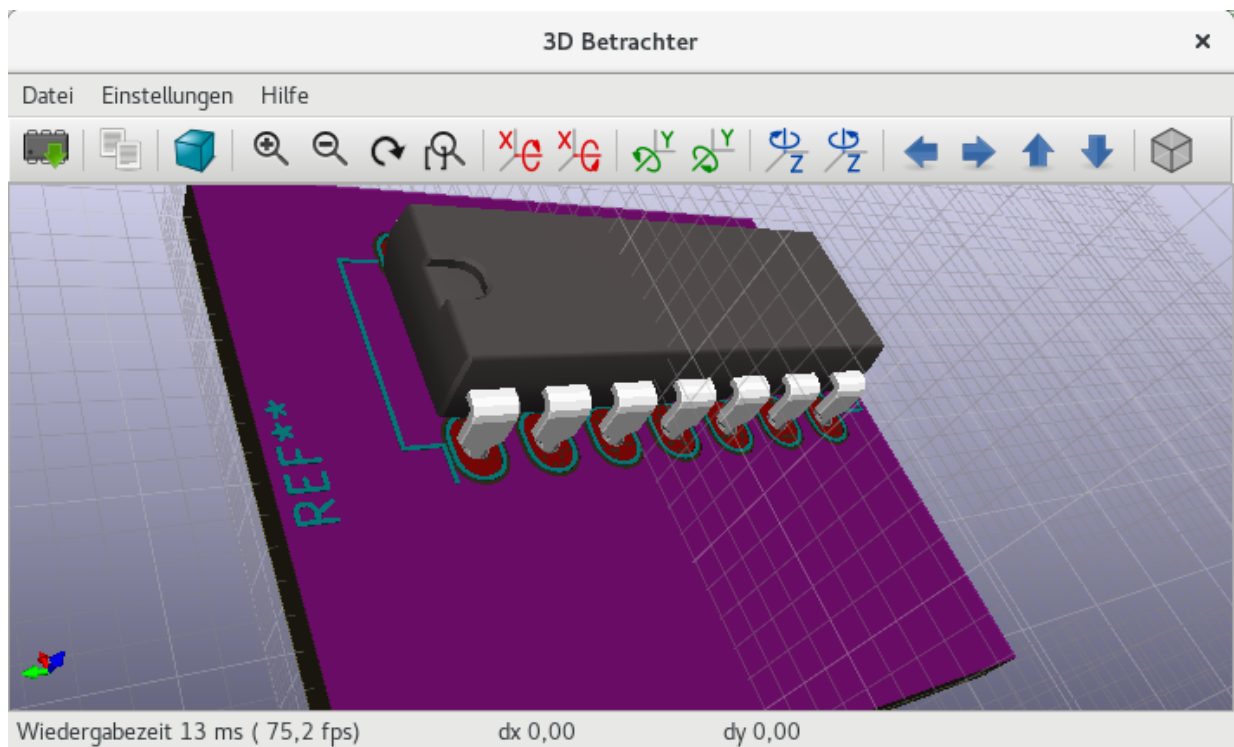 3D Betrachter
Datei Einstellungen Hilfe
X X Y Y Z Z
REF**
Wiedergabezeit 13 ms ( 75,2 fps) dx 0,00 dy 0,00